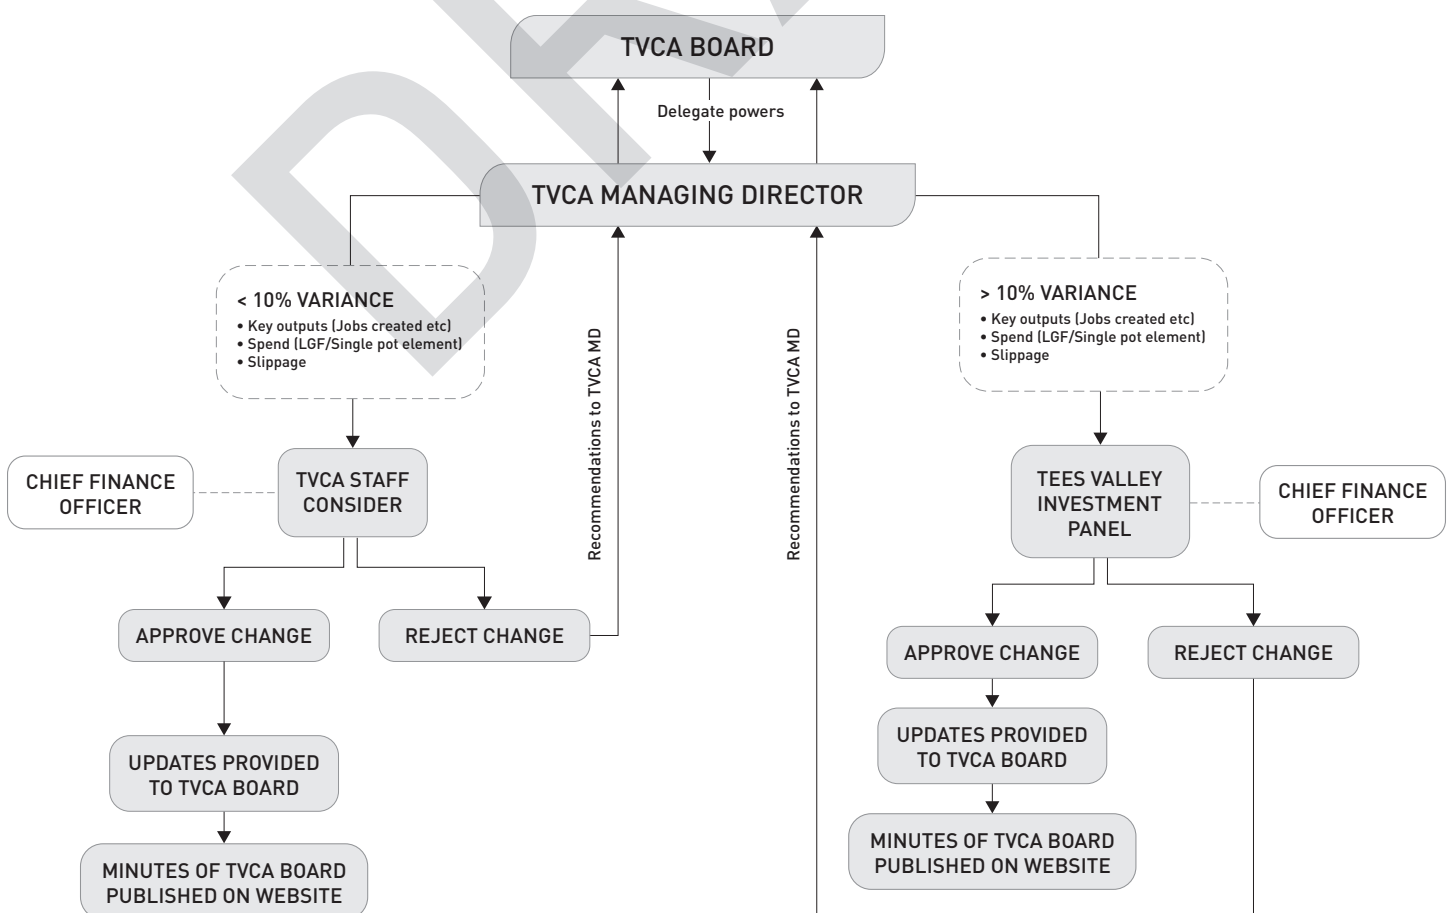 TVCA BOARD
Delegate powers
TVCA MANAGING DIRECTOR
< 10% VARIANCE
• Key outputs (Jobs created etc)
• Spend (LGF/Single pot element)
• Slippage
> 10% VARIANCE
• Key outputs (Jobs created etc)
• Spend (LGF/Single pot element)
• Slippage
Recommendations to TVCA MD
Recommendations to TVCA MD
CHIEF FINANCE
OFFICER
TVCA STAFF
CONSIDER
TEES VALLEY
INVESTMENT
PANEL
CHIEF FINANCE
OFFICER
APPROVE CHANGE
REJECT CHANGE
APPROVE CHANGE
REJECT CHANGE
UPDATES PROVIDED
TO TVCA BOARD
UPDATES PROVIDED
TO TVCA BOARD
MINUTES OF TVCA BOARD
PUBLISHED ON WEBSITE
MINUTES OF TVCA BOARD
PUBLISHED ON WEBSITE